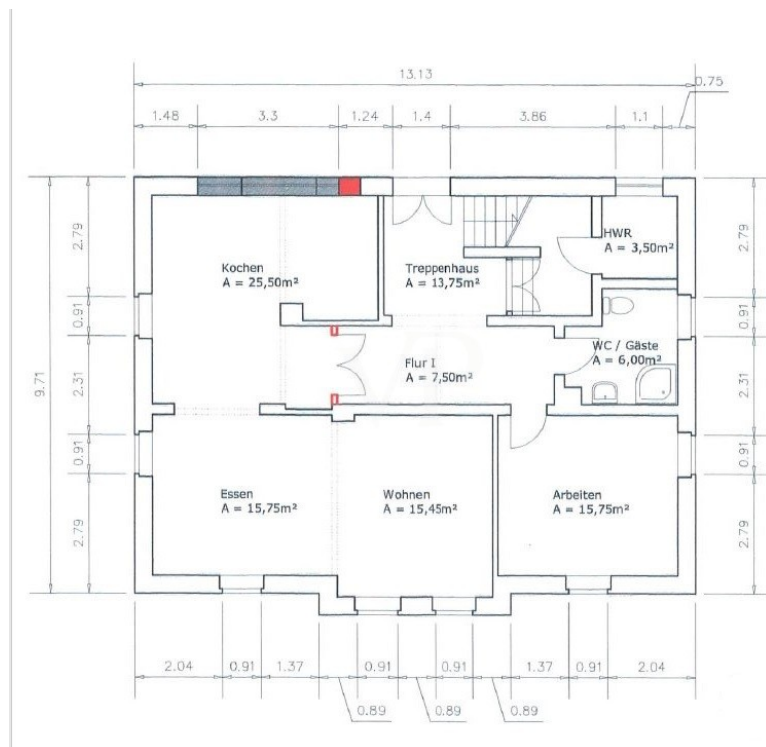 13.13
0.75
1.48
3.3
1.24
1.4
3.86
1.1
9.71
2.79
0.91
2.31
0.91
2.79
2.79
0.91
2.31
0.91
2.79
Kochen
A = 25,50m²
Treppenhaus
A = 13,75m²
HWR
A = 3,50m²
WC / Gäste
A = 6,00m²
Flur I
A = 7,50m²
Essen
A = 15,75m²
Wohnen
A = 15,45m²
Arbeiten
A = 15,75m²
2.04
0.91
1.37
0.91
0.91
1.37
0.91
2.04
0.89
0.89
0.89